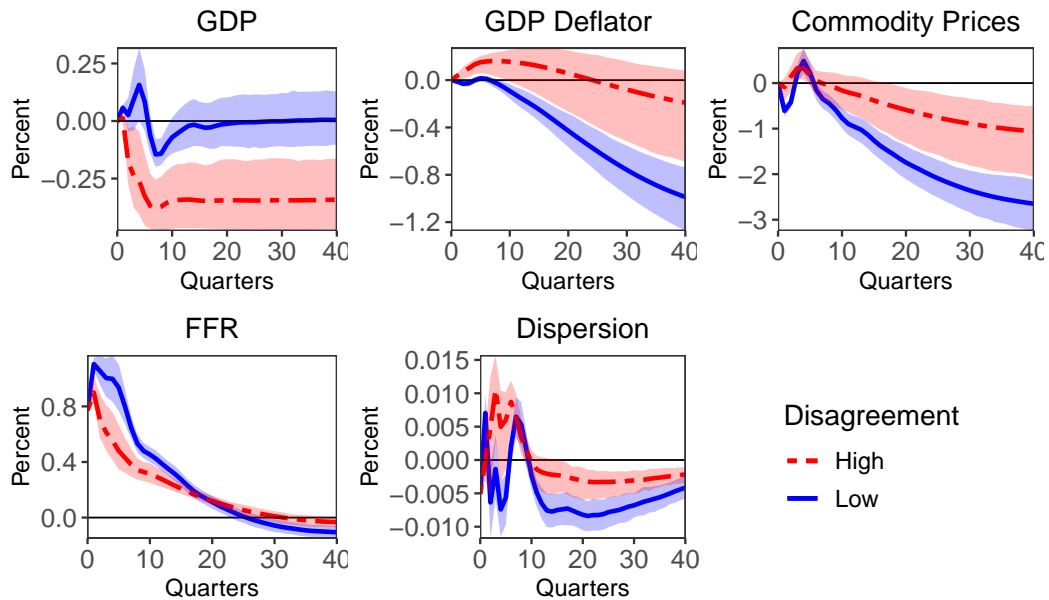 GDP
0.25
0.00
−0.25
Percent
0 10 20 30 40
Quarters
GDP Deflator
0.0
−0.4
−0.8
−1.2
Percent
0 10 20 30 40
Quarters
Commodity Prices
0
−1
−2
−3
Percent
0 10 20 30 40
Quarters
FFR
0.8
0.4
0.0
Percent
0 10 20 30 40
Quarters
Dispersion
0.015
0.010
0.005
0.000
−0.005
−0.010
Percent
0 10 20 30 40
Quarters
Disagreement
High
Low